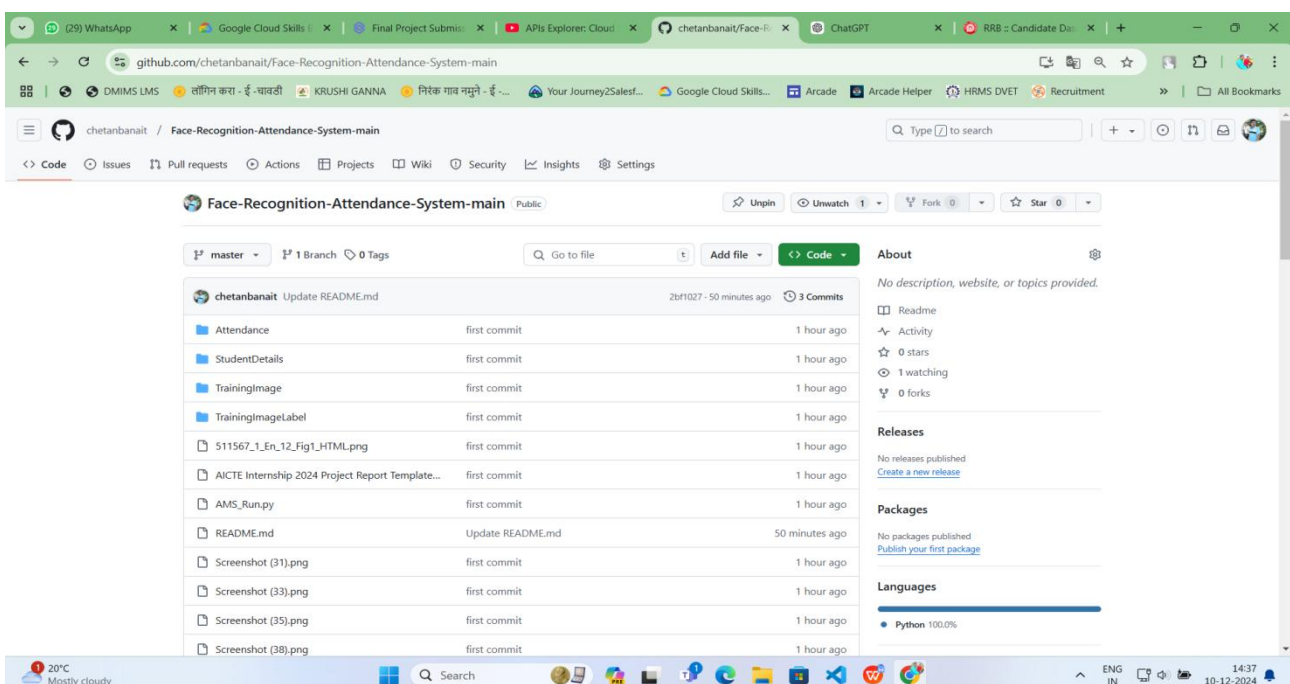 (29) WhatsApp
Google Cloud Skills B
Final Project Submiss
APIs Explorer: Cloud
chetanbanait/Face-R
ChatGPT
RRB :: Candidate Das
github.com/chetanbanait/Face-Recognition-Attendance-System-main
DMIMS LMS
लॉगिन करा - ई -चावडी
KRUSHI GANNA
निरंक गाव नमुने - ई -...
Your Journey2Salesf...
Google Cloud Skills...
Arcade
Arcade Helper
HRMS DVET
Recruitment
»
All Bookmarks
chetanbanait / Face-Recognition-Attendance-System-main
Type / to search
<> Code
Issues
Pull requests
Actions
Projects
Wiki
Security
Insights
Settings
Face-Recognition-Attendance-System-main Public
Unpin
Unwatch 1
Fork 0
Star 0
master
1 Branch
0 Tags
Go to file t
Add file
<> Code
chetanbanait Update README.md 2bf1027 · 50 minutes ago 3 Commits
Attendance first commit 1 hour ago
StudentDetails first commit 1 hour ago
TrainingImage first commit 1 hour ago
TrainingImageLabel first commit 1 hour ago
511567_1_En_12_Fig1_HTML.png first commit 1 hour ago
AICTE Internship 2024 Project Report Template... first commit 1 hour ago
AMS_Run.py first commit 1 hour ago
README.md Update README.md 50 minutes ago
Screenshot (31).png first commit 1 hour ago
Screenshot (33).png first commit 1 hour ago
Screenshot (35).png first commit 1 hour ago
Screenshot (38).png first commit 1 hour ago
About
No description, website, or topics provided.
Readme
Activity
0 stars
1 watching
0 forks
Releases
No releases published
Create a new release
Packages
No packages published
Publish your first package
Languages
Python 100.0%
1
20°C
Mostly cloudy
Search
ENG
IN
14:37
10-12-2024